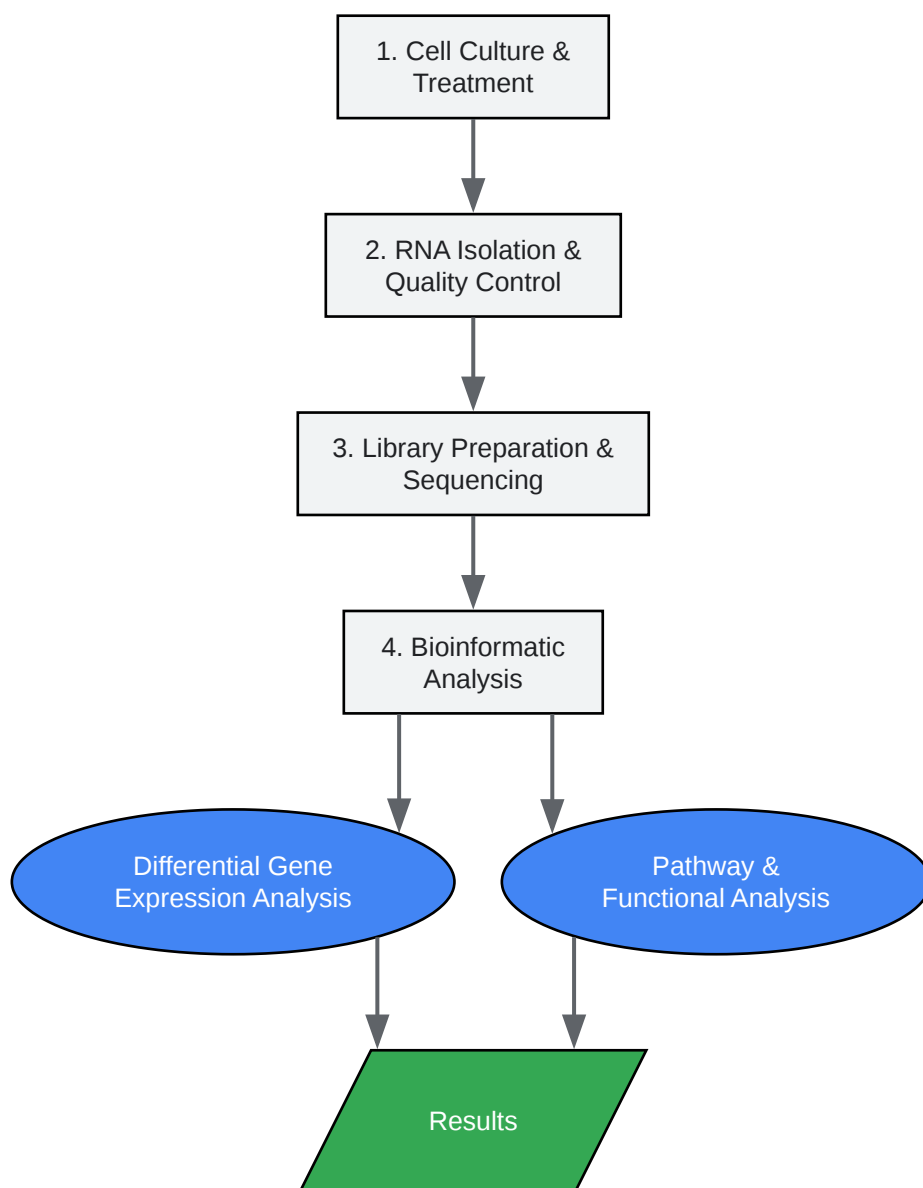 1. Cell Culture &
Treatment
2. RNA Isolation &
Quality Control
3. Library Preparation &
Sequencing
4. Bioinformatic
Analysis
Differential Gene
Expression Analysis
Pathway &
Functional Analysis
Results